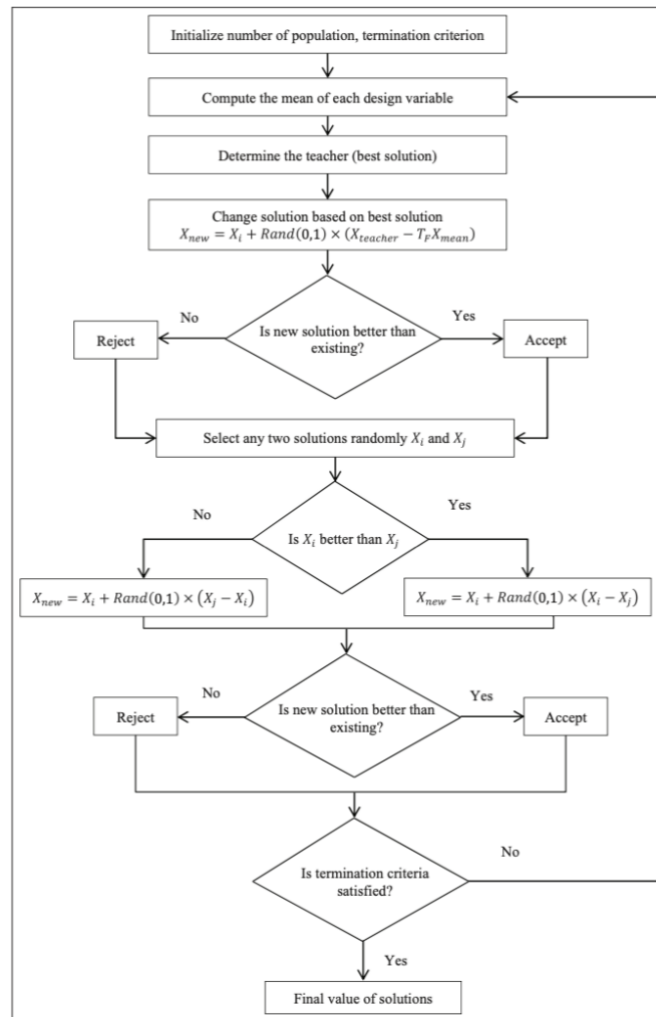 Initialize number of population, termination criterion
Compute the mean of each design variable
Determine the teacher (best solution)
Change solution based on best solution
X_new = X_i + Rand(0,1) × (X_teacher − T_F X_mean)
No
Yes
Is new solution better than
existing?
Reject
Accept
Select any two solutions randomly X_i and X_j
No
Yes
Is X_i better than X_j
X_new = X_i + Rand(0,1) × (X_j − X_i)
X_new = X_i + Rand(0,1) × (X_i − X_j)
No
Yes
Is new solution better than
existing?
Reject
Accept
No
Is termination criteria
satisfied?
Yes
Final value of solutions